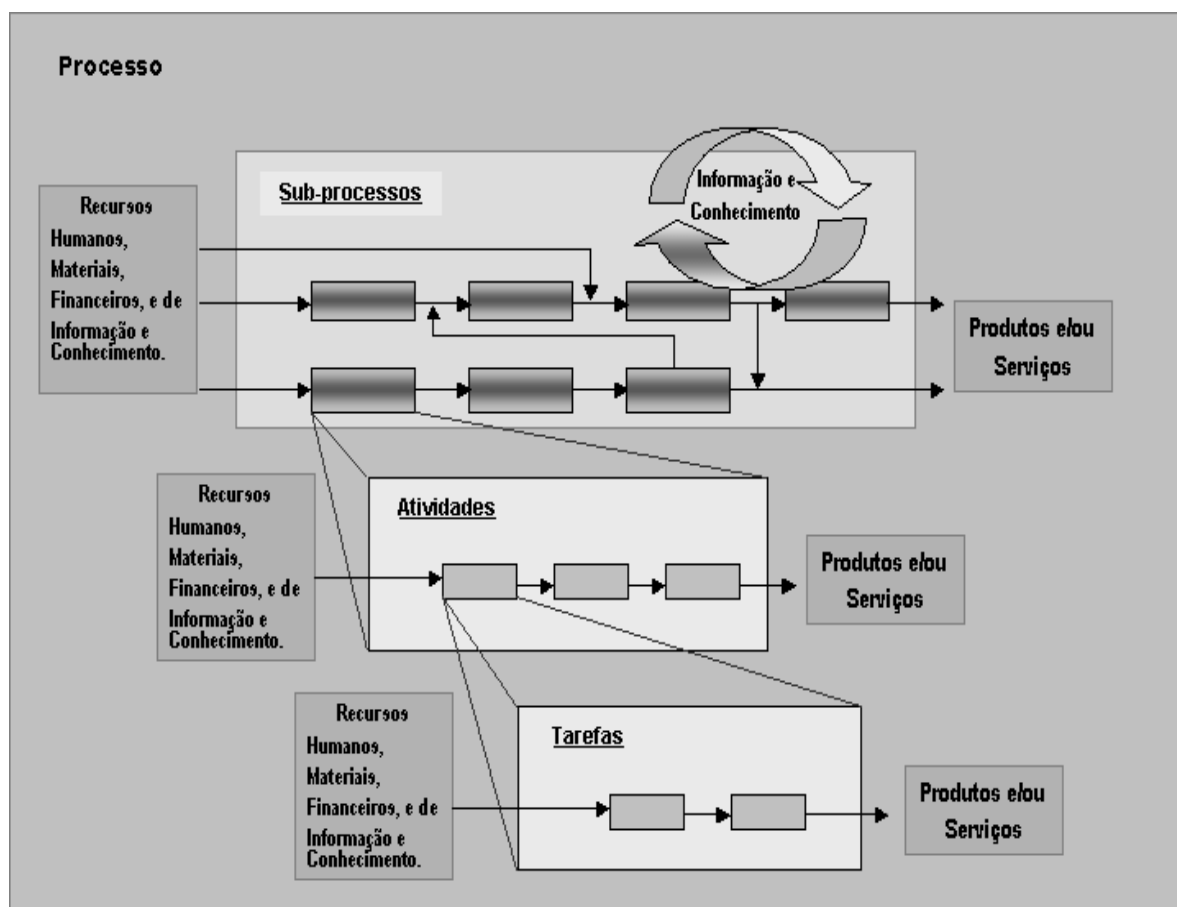 Processo
Sub-processos
Informação e
Conhecimento
Recursos
Humanos,
Materiais,
Financeiros, e de
Informação e
Conhecimento.
Produtos e/ou
Serviços
Recursos
Humanos,
Materiais,
Financeiros, e de
Informação e
Conhecimento.
Atividades
Produtos e/ou
Serviços
Recursos
Humanos,
Materiais,
Financeiros, e de
Informação e
Conhecimento.
Tarefas
Produtos e/ou
Serviços